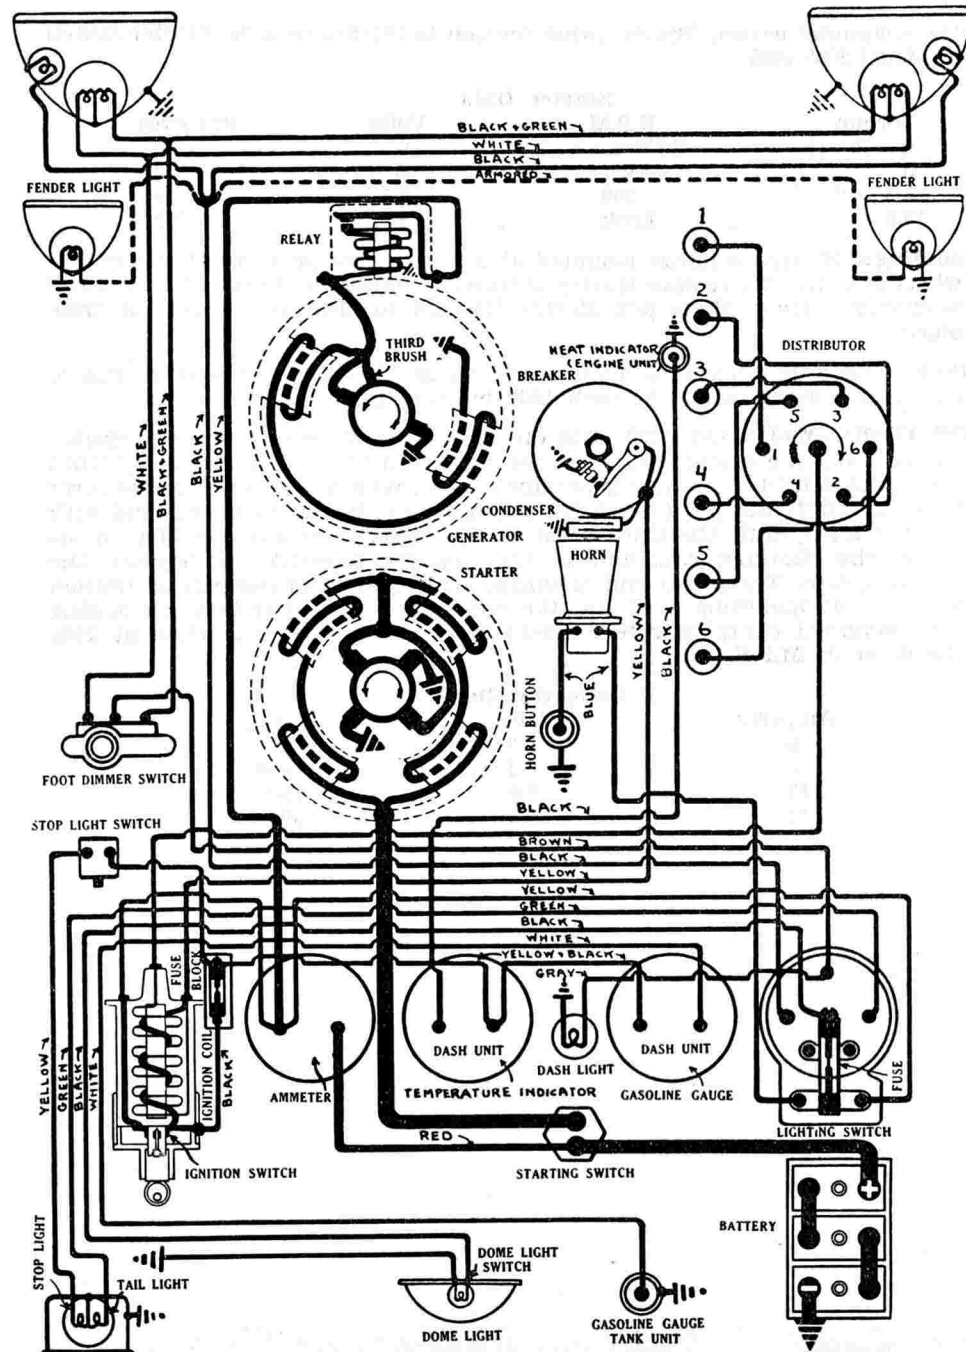 BLACK + GREEN
WHITE
BLACK
ARMORED
FENDER LIGHT
FENDER LIGHT
RELAY
1
THIRD
BRUSH
2
HEAT INDICATOR
(ENGINE UNIT)
DISTRIBUTOR
BREAKER
3
5
3
1
6
4
2
WHITE
BLACK+GREEN
BLACK
YELLOW
4
CONDENSER
GENERATOR
HORN
5
STARTER
YELLOW
BLACK
6
BLUE
HORN BUTTON
FOOT DIMMER SWITCH
STOP LIGHT SWITCH
BLACK
BROWN
BLACK
YELLOW
YELLOW
GREEN
BLACK
WHITE
YELLOW + BLACK
GRAY
FUSE
BLOCK
IGNITION COIL
BLACK
YELLOW
GREEN
BLACK
WHITE
AMMETER
DASH UNIT
TEMPERATURE INDICATOR
DASH LIGHT
DASH UNIT
GASOLINE GAUGE
FUSE
LIGHTING SWITCH
RED
IGNITION SWITCH
STARTING SWITCH
BATTERY
STOP LIGHT
TAIL LIGHT
DOME LIGHT
SWITCH
DOME LIGHT
GASOLINE GAUGE
TANK UNIT